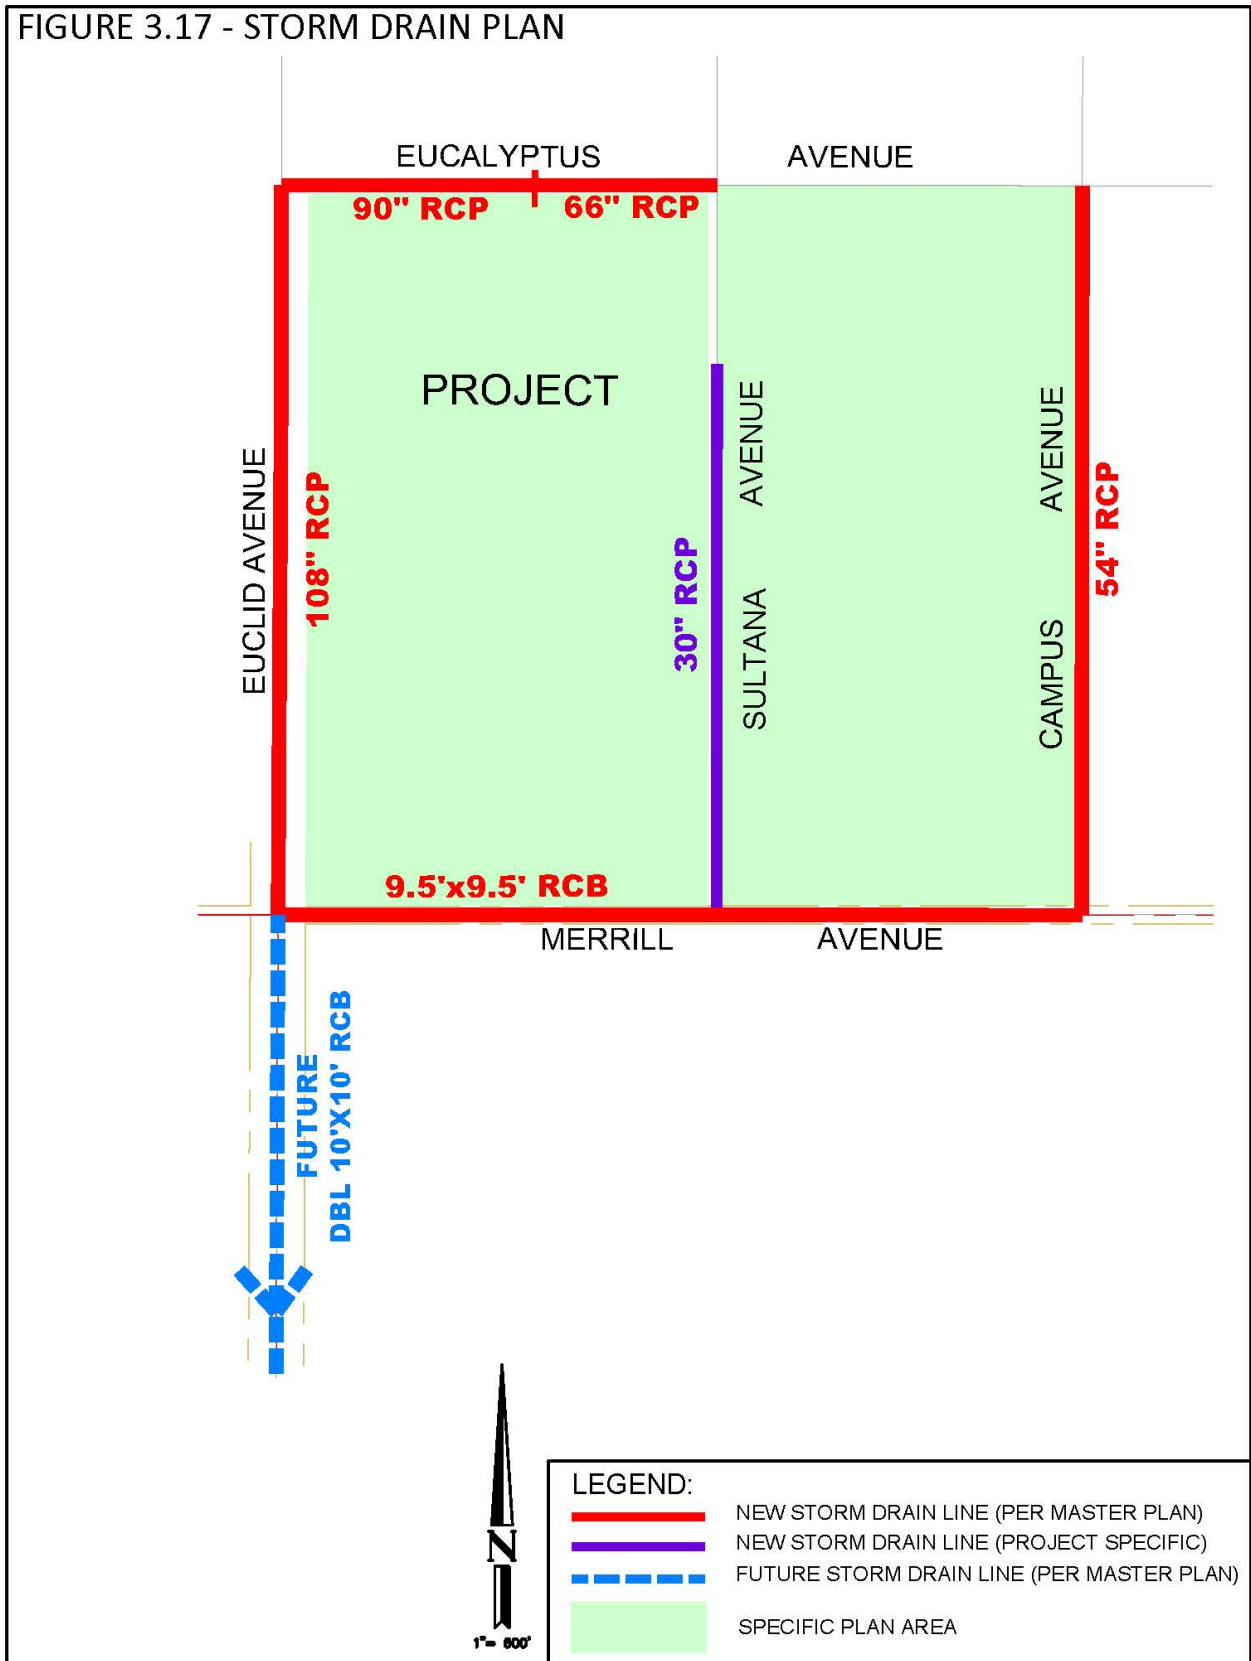 FIGURE 3.17 - STORM DRAIN PLAN
EUCALYPTUS AVENUE
90" RCP 66" RCP
PROJECT
EUCLID AVENUE
108" RCP
30" RCP
SULTANA AVENUE
CAMPUS AVENUE
54" RCP
9.5'x9.5' RCB
MERRILL AVENUE
FUTURE
DBL 10'X10' RCB
N
1"= 600'
LEGEND:
NEW STORM DRAIN LINE (PER MASTER PLAN)
NEW STORM DRAIN LINE (PROJECT SPECIFIC)
FUTURE STORM DRAIN LINE (PER MASTER PLAN)
SPECIFIC PLAN AREA